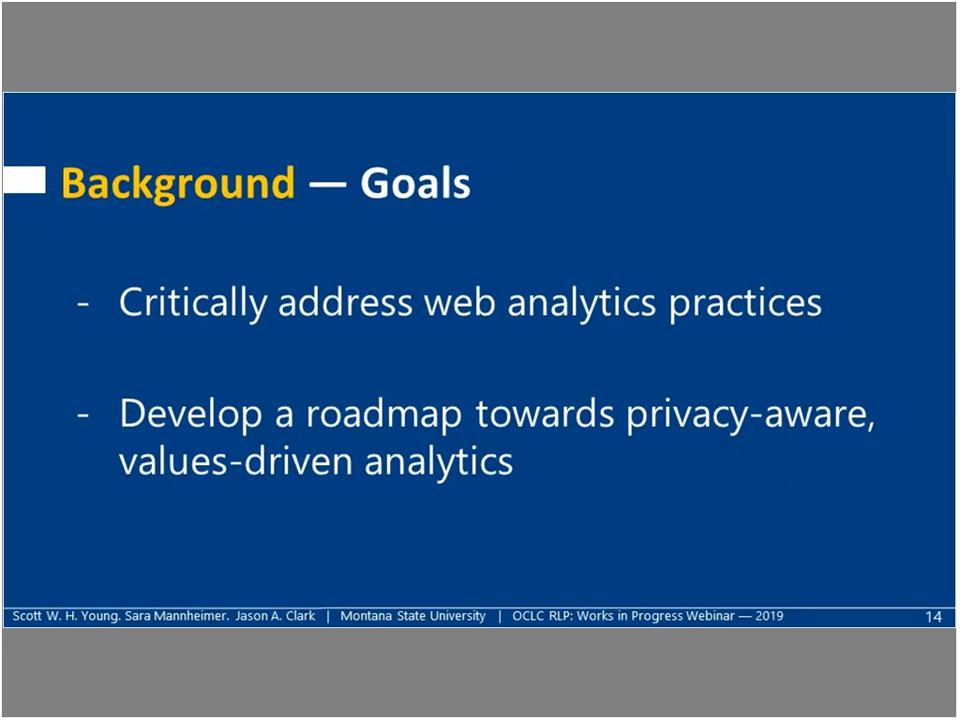 Background — Goals
- Critically address web analytics practices
- Develop a roadmap towards privacy-aware,
values-driven analytics
Scott W. H. Young. Sara Mannheimer. Jason A. Clark | Montana State University | OCLC RLP: Works in Progress Webinar — 2019 14